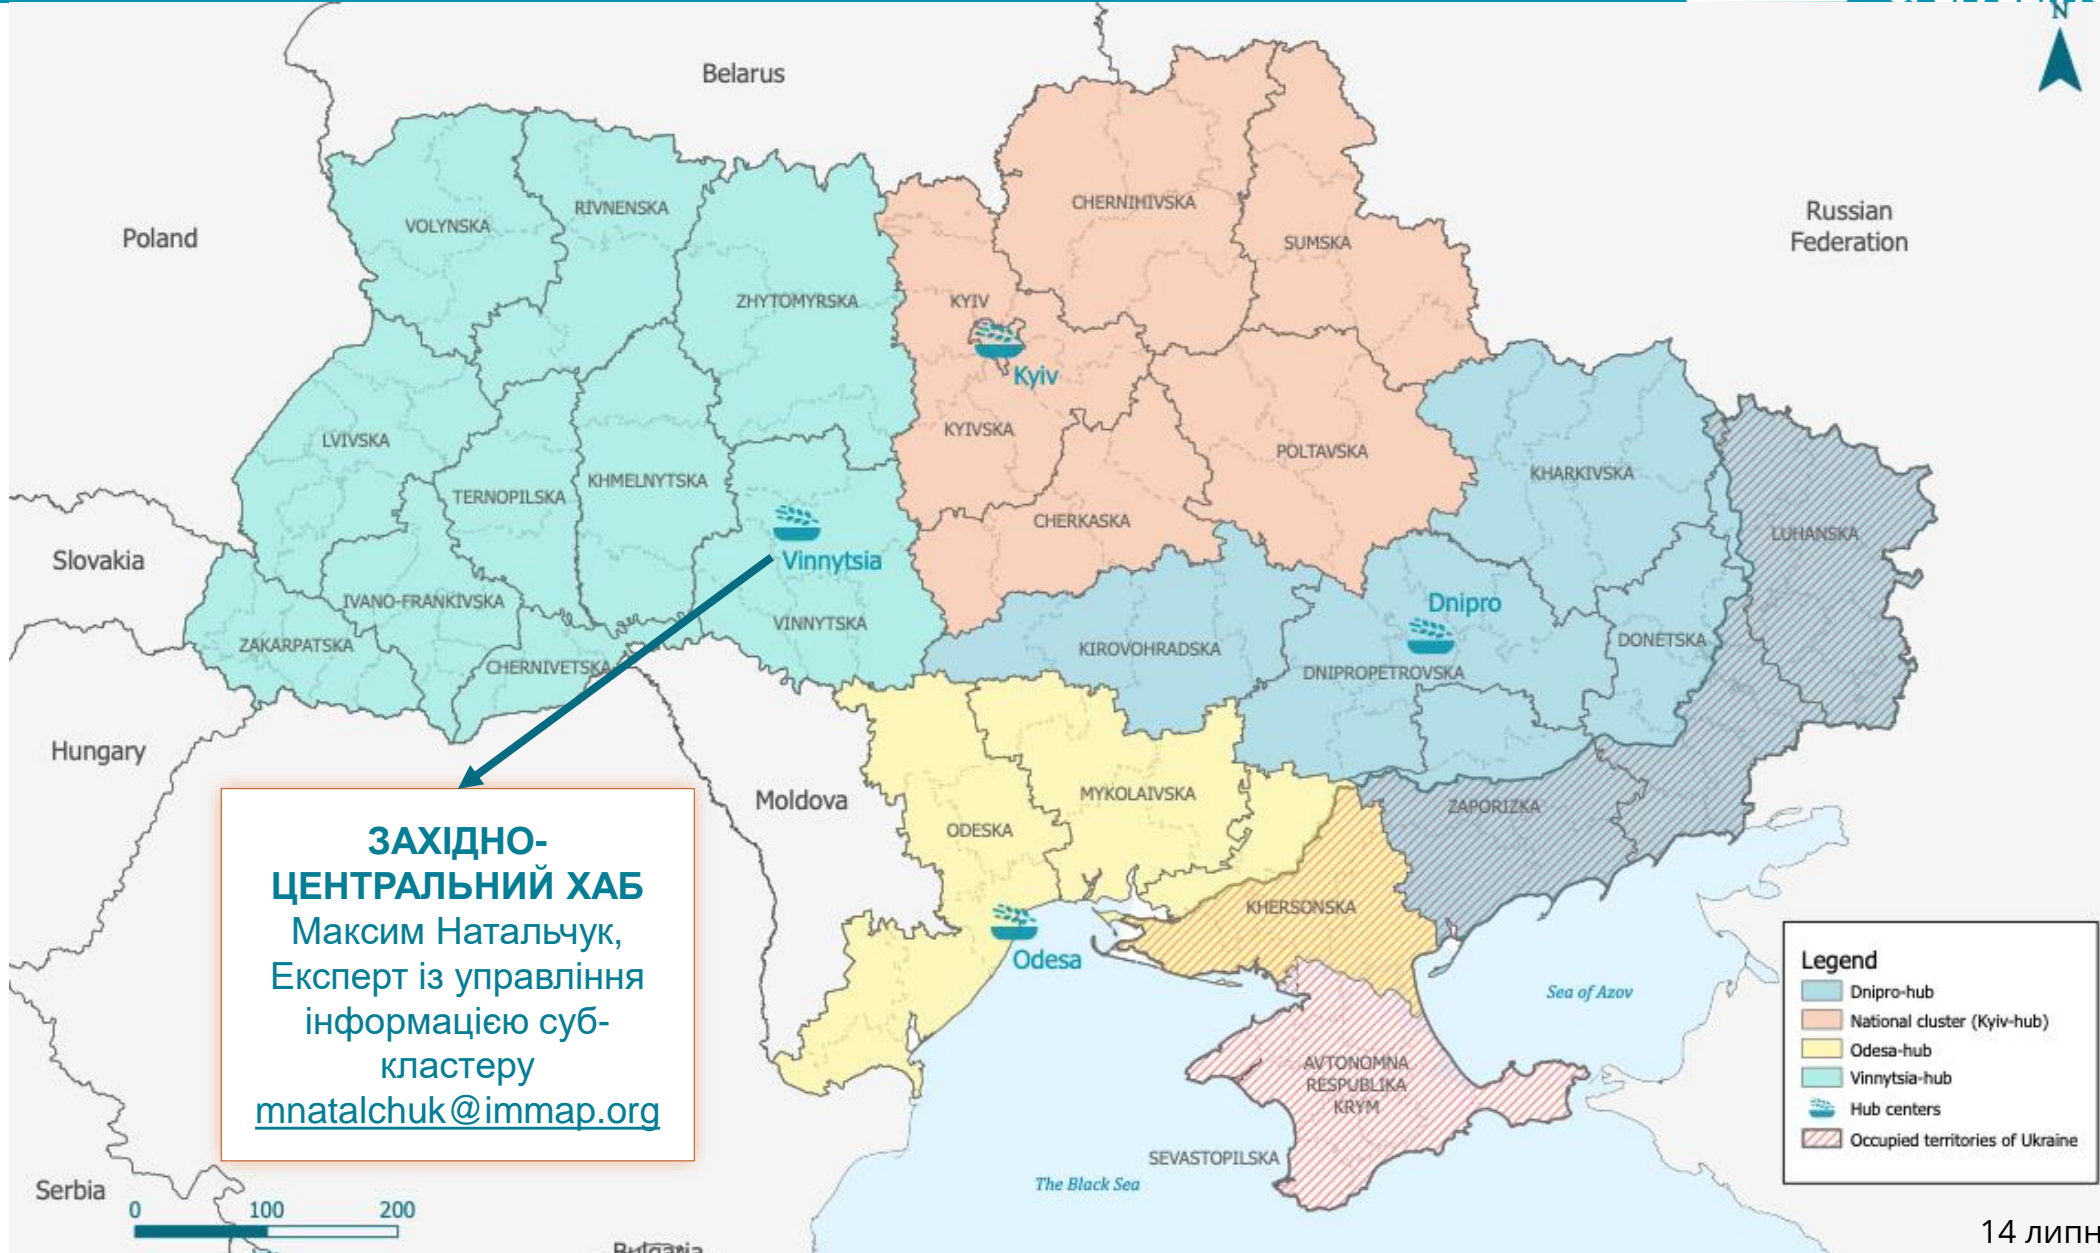 N
Belarus
Poland
Russian
Federation
VOLYNSKA
RIVNENSKA
CHERNIHIVSKA
SUMSKA
ZHYTOMYRSKA
KYIV
Kyiv
KYIVSKA
LVIVSKA
TERNOPILSKA
KHMELNYTSKA
POLTAVSKA
KHARKIVSKA
CHERKASKA
LUHANSKA
Slovakia
Vinnytsia
IVANO-FRANKIVSKA
VINNYTSKA
Dnipro
ZAKARPATSKA
CHERNIVETSKA
KIROVOHRADSKA
DNIPROPETROVSKA
DONETSKA
Hungary
Moldova
MYKOLAIVSKA
ZAPORIZKA
ODESKA
ЗАХІДНО-
ЦЕНТРАЛЬНИЙ ХАБ
Максим Натальчук,
Експерт із управління
інформацією суб-
кластеру
mnatalchuk@immap.org
KHERSONSKA
Odesa
Sea of Azov
AVTONOMNA
RESPUBLIKA
KRYM
SEVASTOPILSKA
The Black Sea
Legend
Dnipro-hub
National cluster (Kyiv-hub)
Odesa-hub
Vinnytsia-hub
Hub centers
Occupied territories of Ukraine
Serbia
0 100 200
Bulgaria
14 липн